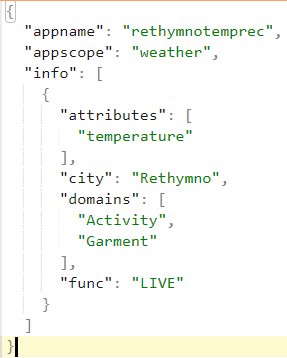 {
  "appname": "rethymnotemprec",
  "appscope": "weather",
  "info": [
    {
      "attributes": [
        "temperature"
      ],
      "city": "Rethymno",
      "domains": [
        "Activity",
        "Garment"
      ],
      "func": "LIVE"
    }
  ]
}